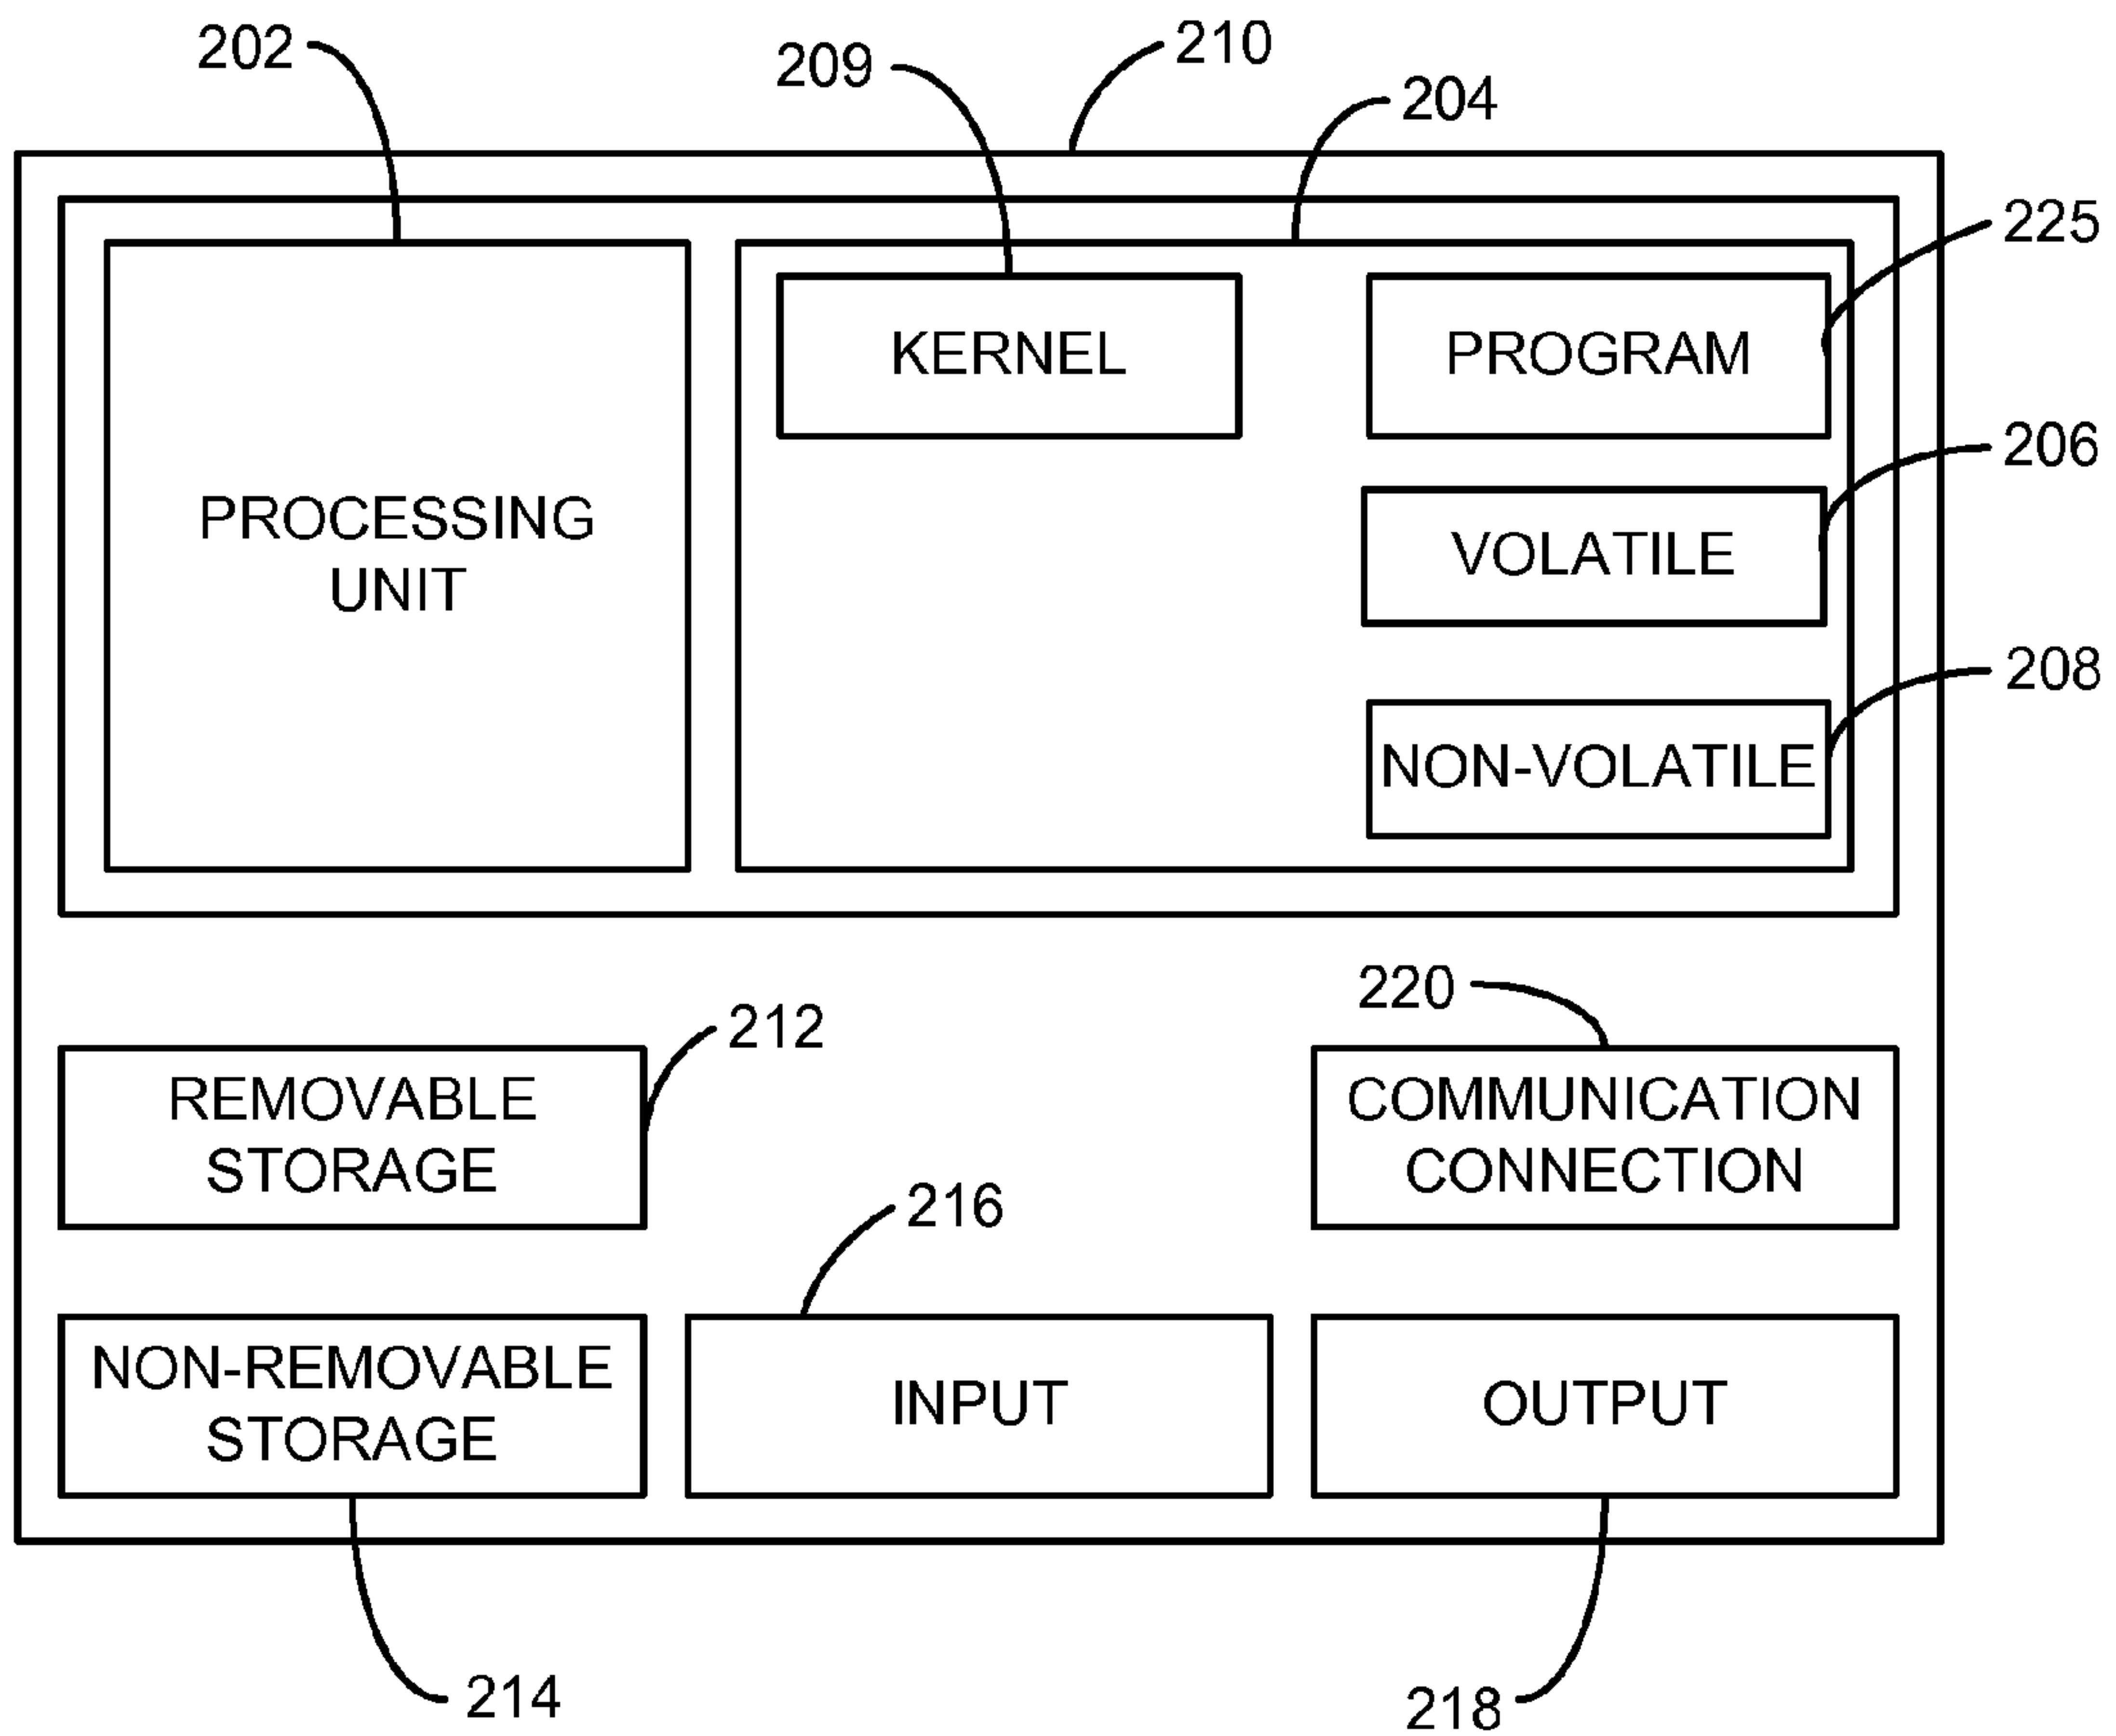 202
209
210
204
225
KERNEL
PROGRAM
206
PROCESSING
UNIT
VOLATILE
208
NON-VOLATILE
220
212
REMOVABLE
STORAGE
COMMUNICATION
CONNECTION
216
NON-REMOVABLE
STORAGE
INPUT
OUTPUT
214
218